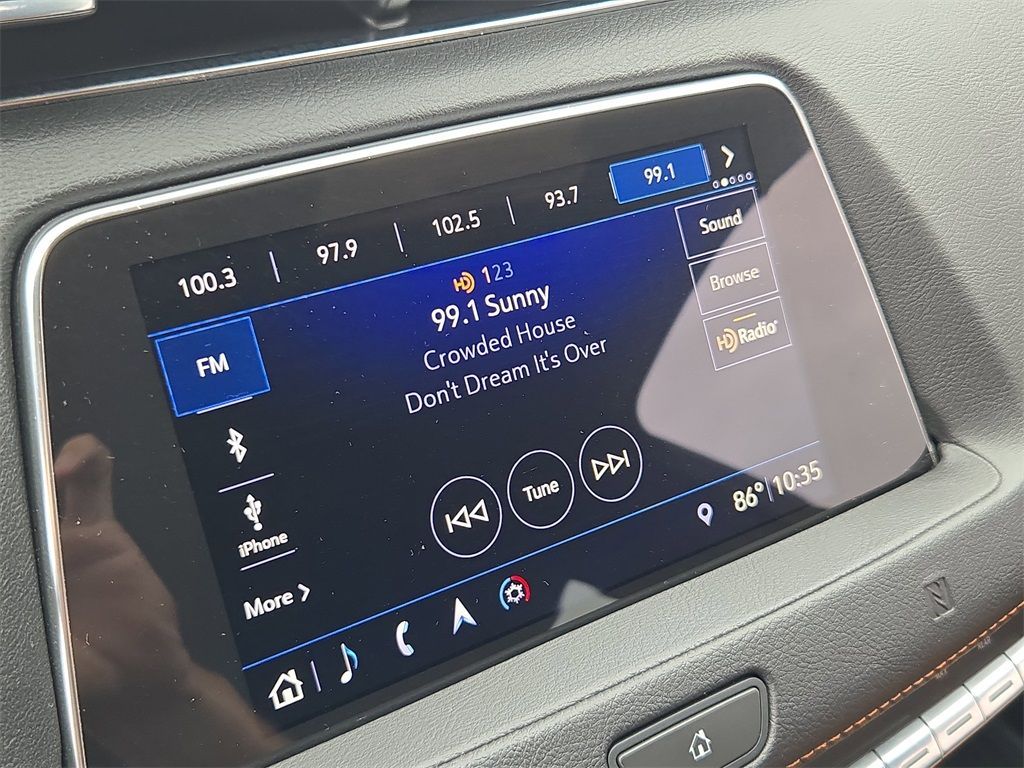 100.3 | 97.9 | 102.5 | 93.7 99.1
HD 123
99.1 Sunny
Crowded House
Don't Dream It's Over
Sound
Browse
HD Radio
FM
iPhone
More
Tune
86° 10:35